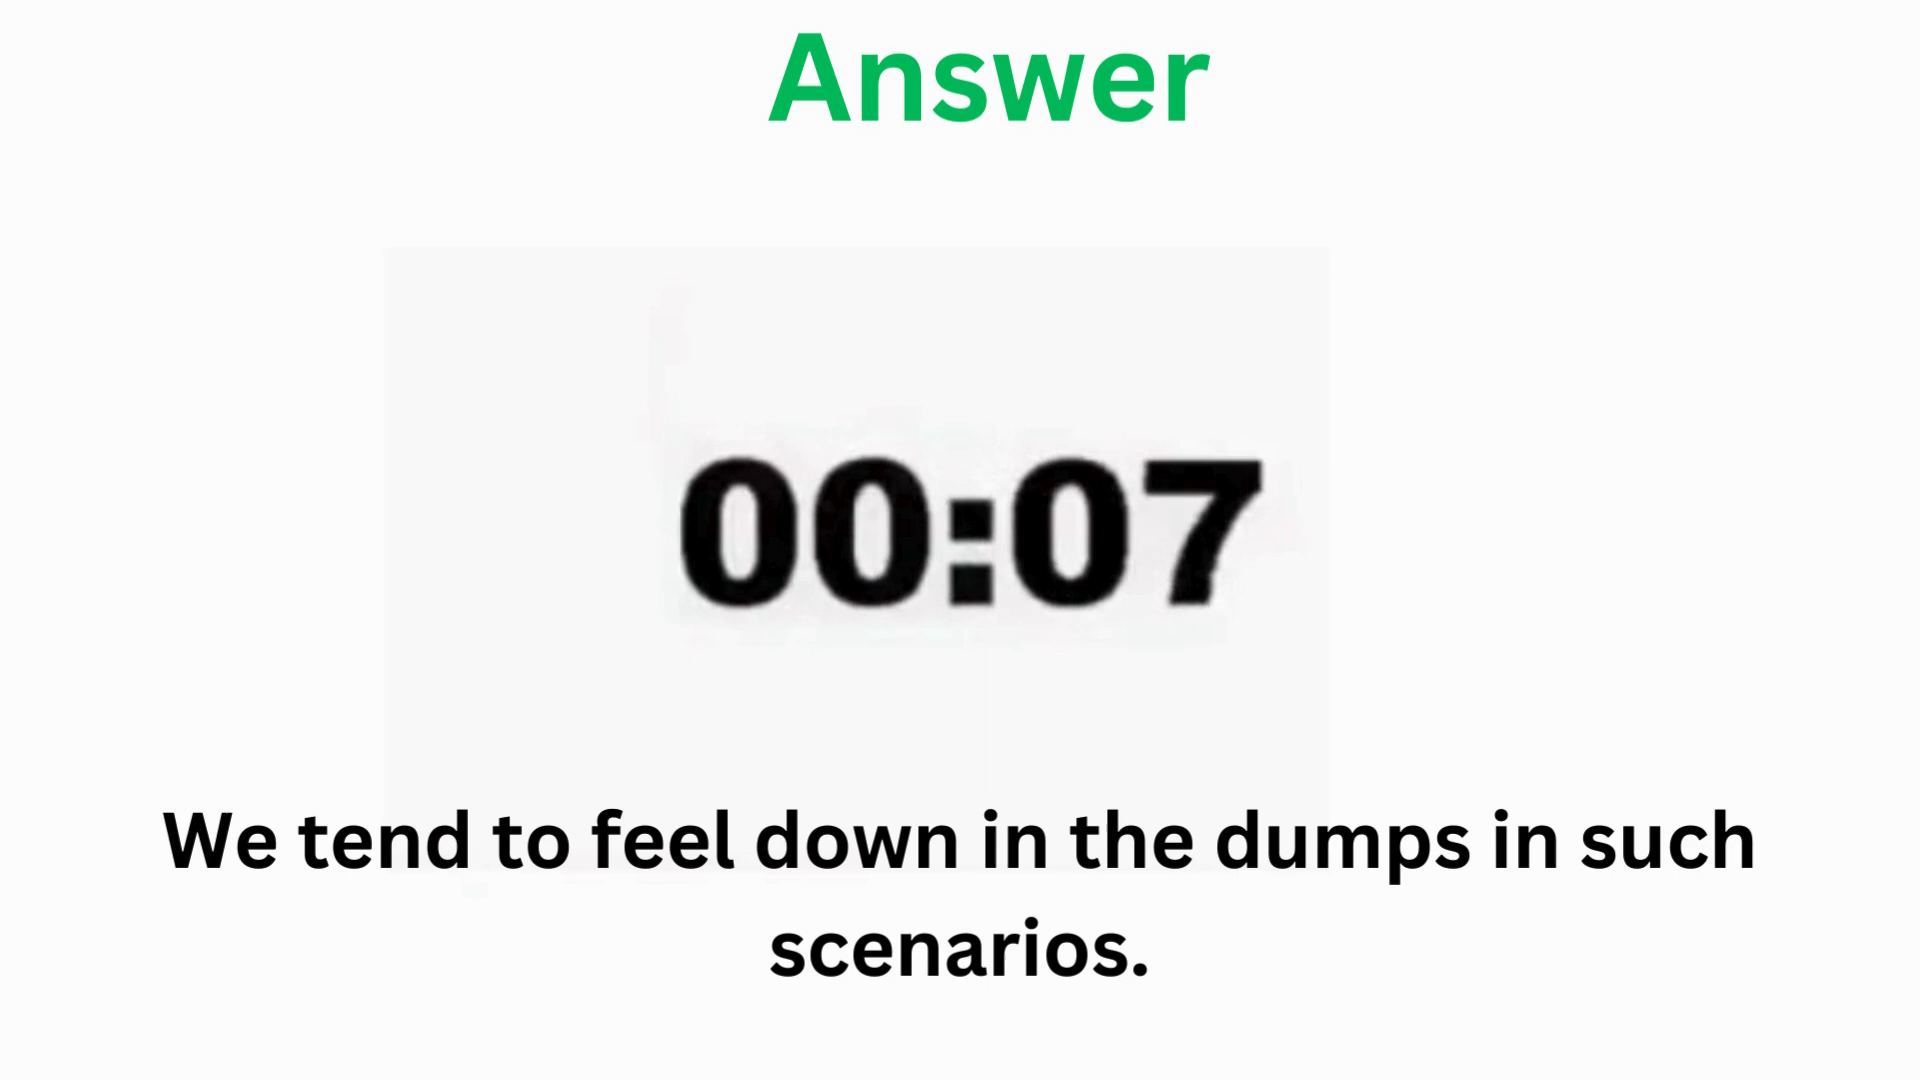 Answer
00:07
We tend to feel down in the dumps in such
scenarios.